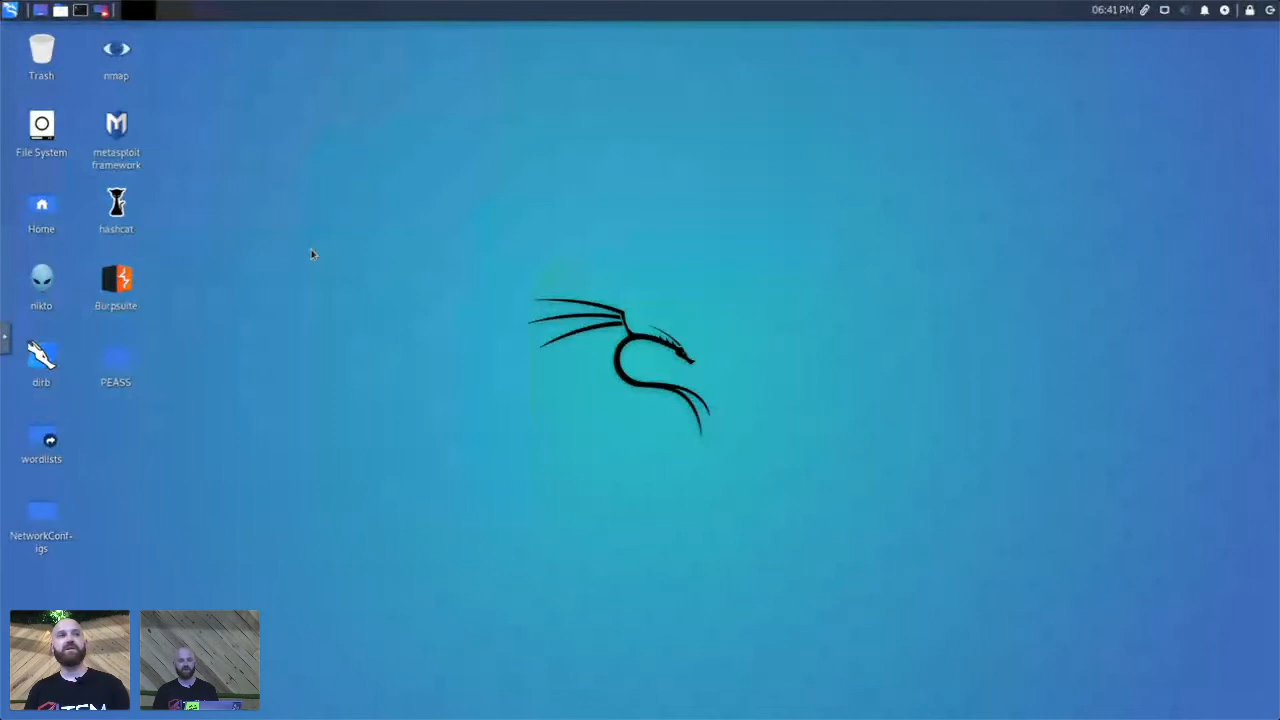 06:41 PM
Trash
nmap
File System
metasploit
framework
Home
hashcat
nikto
Burpsuite
dirb
PEASS
wordlists
NetworkConf-
igs